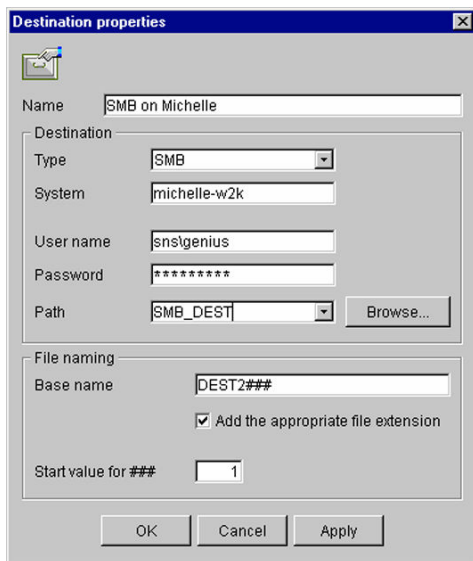 Destination properties
Name SMB on Michelle
Destination
Type SMB
System michelle-w2k
User name sns\genius
Password *********
Path SMB_DEST Browse...
File naming
Base name DEST2###
Add the appropriate file extension
Start value for ### 1
OK Cancel Apply